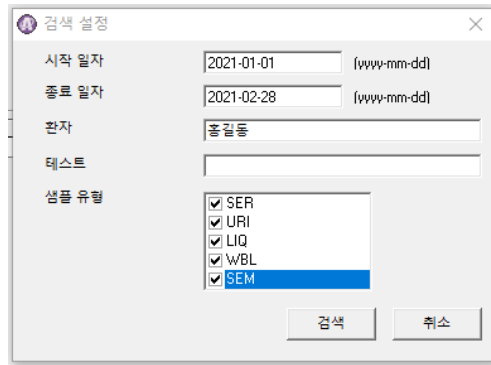 검색 설정
시작 일자 2021-01-01 (yyyy-mm-dd)
종료 일자 2021-02-28 (yyyy-mm-dd)
환자 홍길동
테스트
샘플 유형 SER
URI
LIQ
WBL
SEM
검색 취소